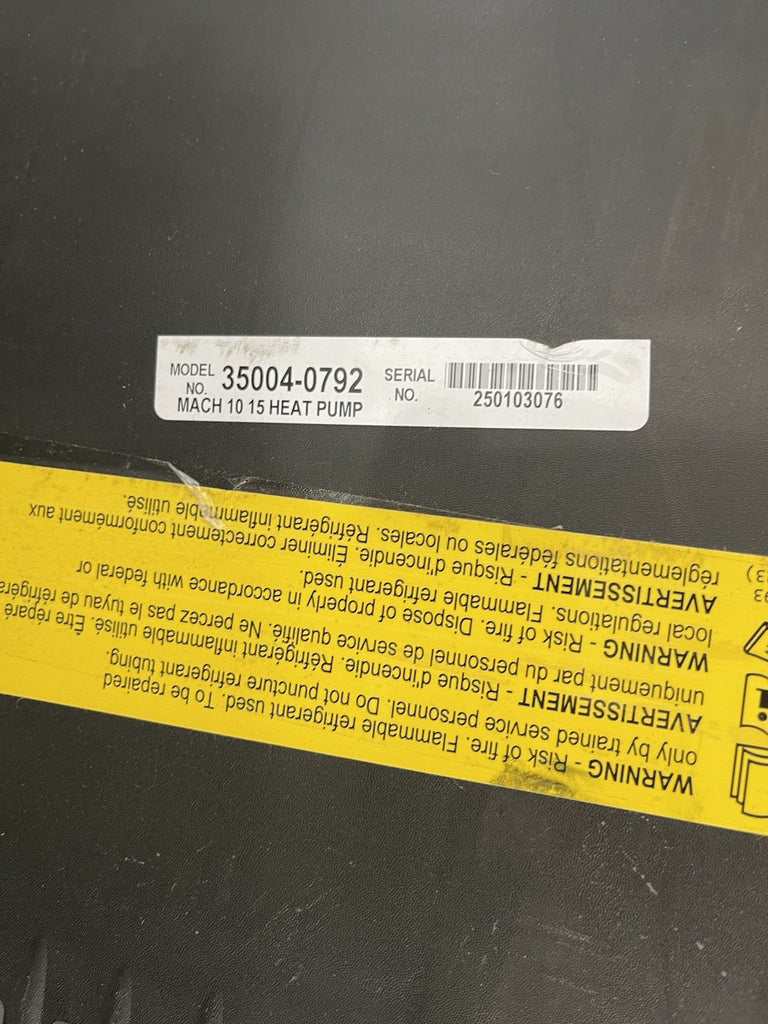 MODEL NO. 35004-0792
MACH 10 15 HEAT PUMP
SERIAL NO.
250103076
WARNING - Risk of fire. Flammable refrigerant used. To be repaired
only by trained service personnel. Do not puncture refrigerant tubing.
AVERTISSEMENT - Risque d'incendie. Réfrigérant inflammable utilisé. Être réparé
uniquement par du personnel de service qualifié. Ne percez pas le tuyau de
WARNING - Risk of fire. Dispose of properly in accordance with federal or
local regulations. Flammable refrigerant used.
AVERTISSEMENT - Risque d'incendie. Éliminer correctement conformément aux
réglementations fédérales ou locales. Réfrigérant inflammable utilisé.